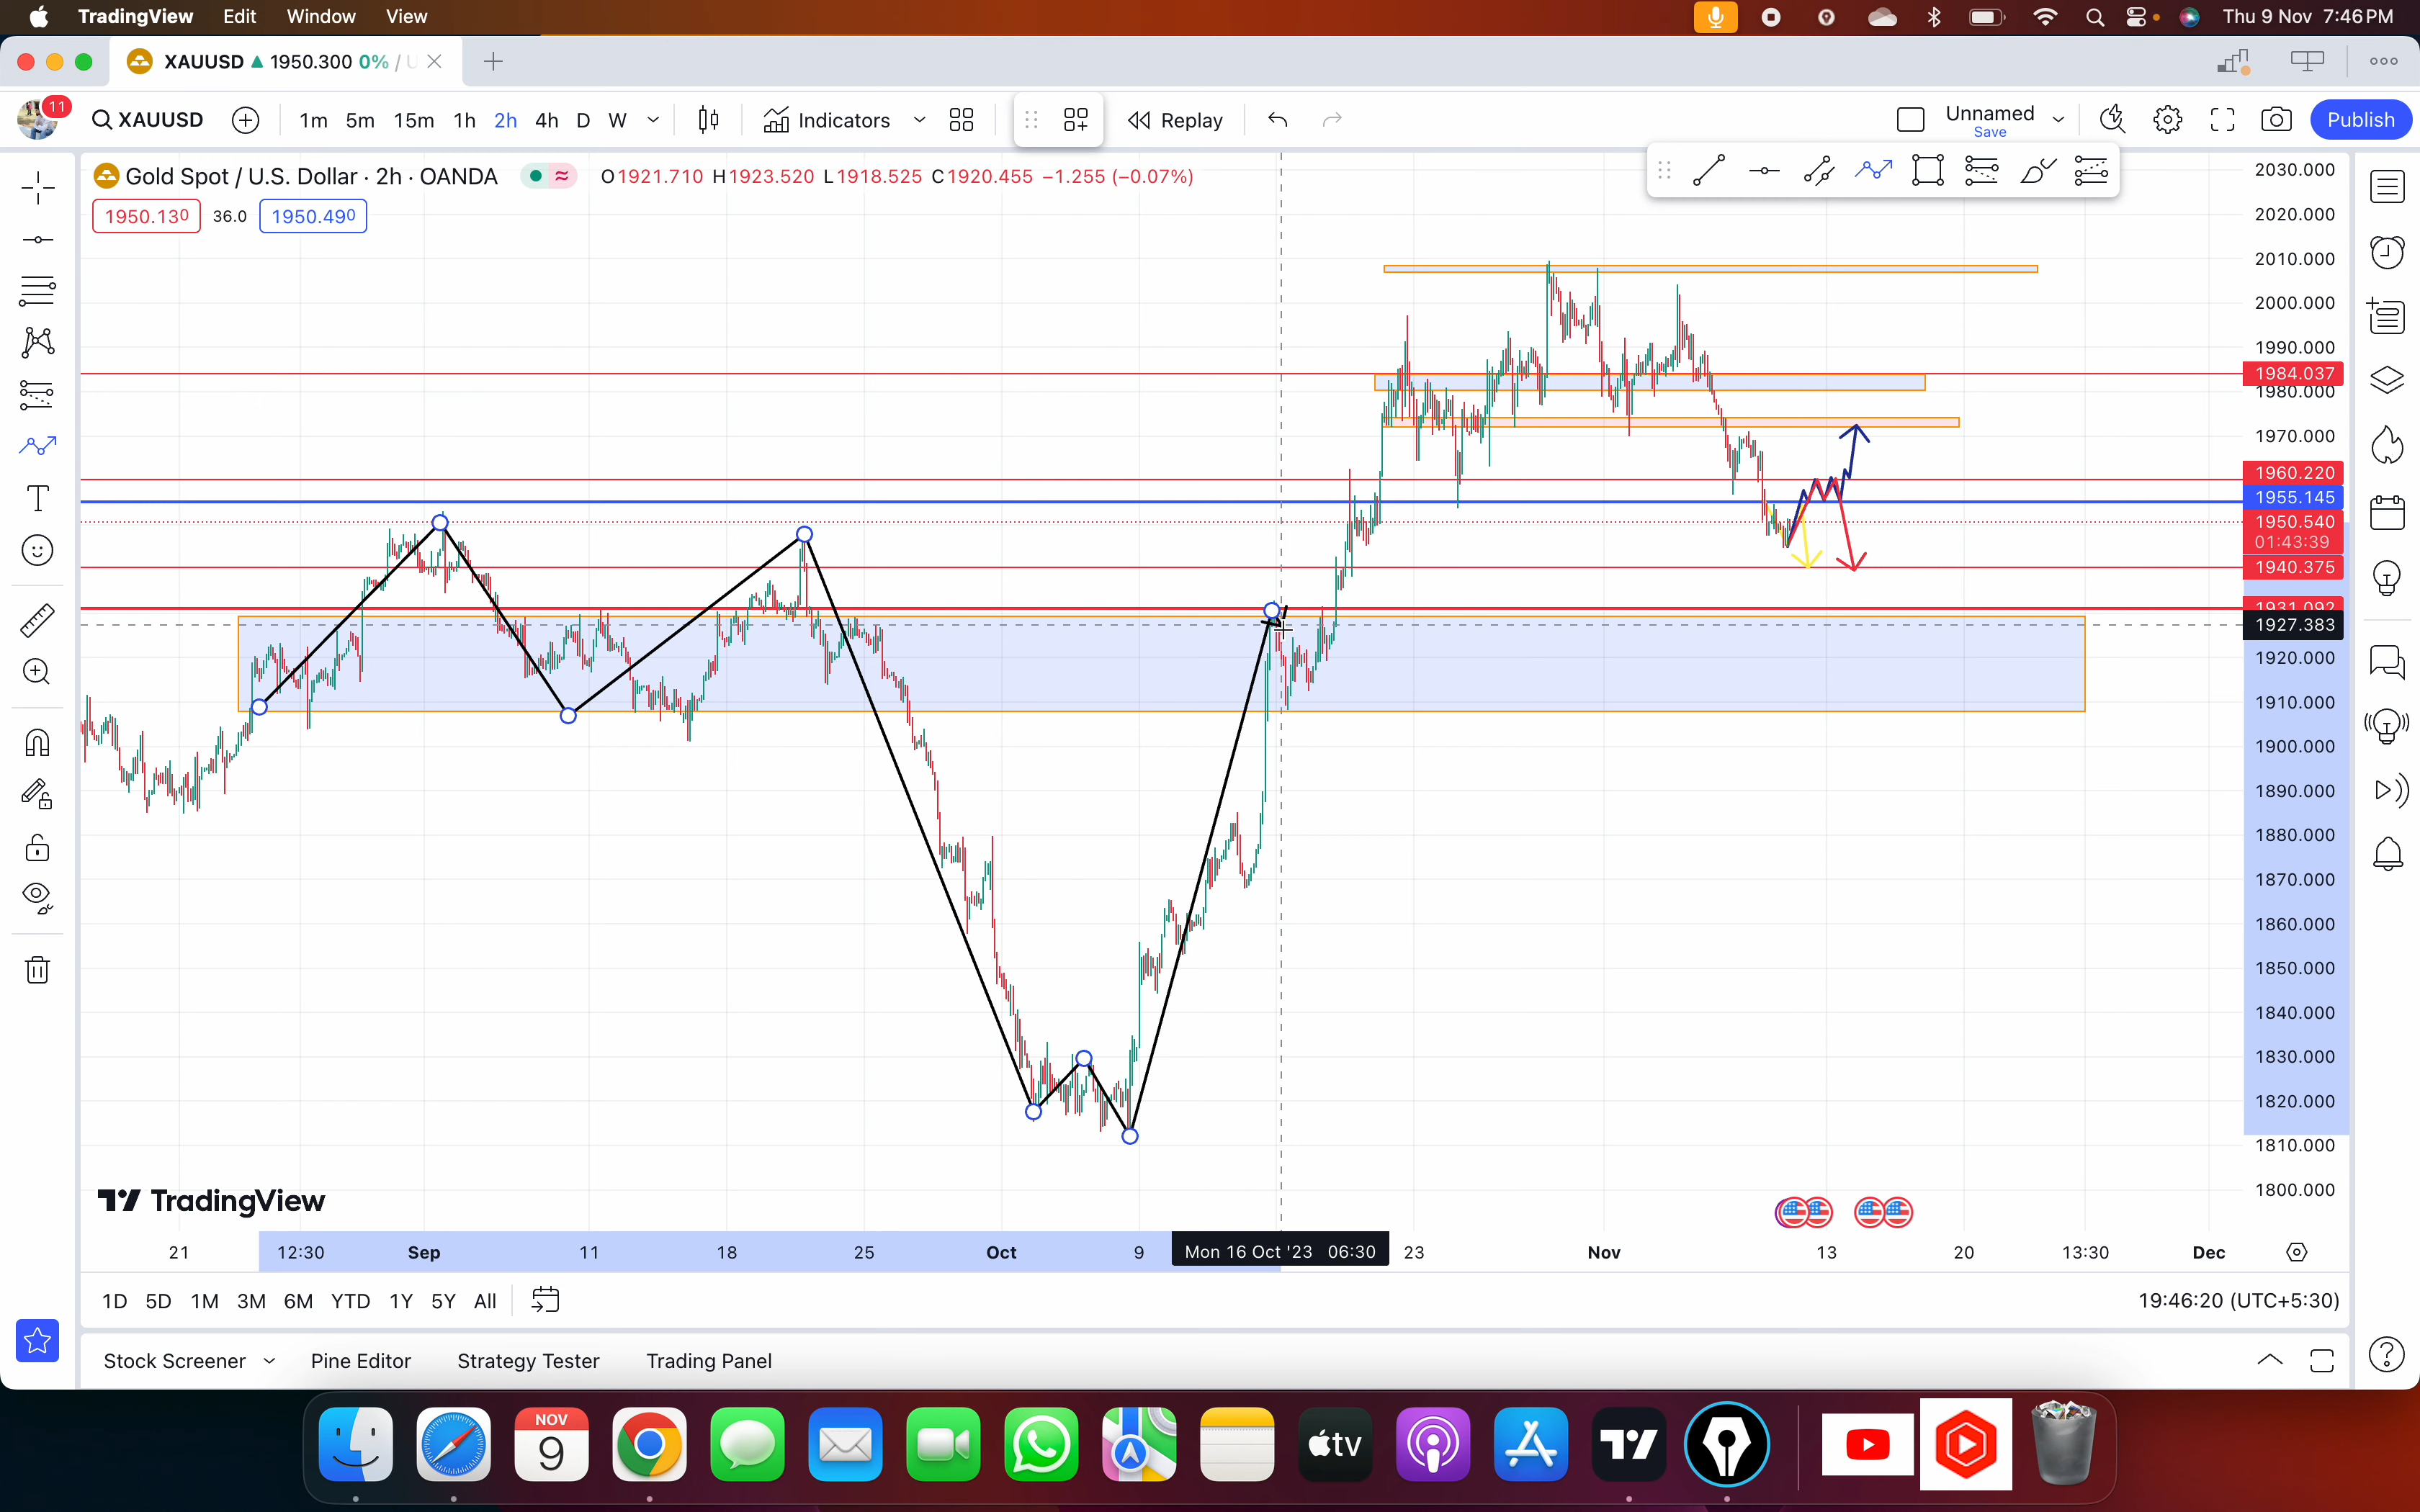 TradingView Edit Window View Thu 9 Nov 7:46 PM
XAUUSD ▲ 1950.300 0% / U
11 XAUUSD 1m 5m 15m 1h 2h 4h D W Indicators Replay Unnamed Save Publish
Gold Spot / U.S. Dollar · 2h · OANDA O1921.710 H1923.520 L1918.525 C1920.455 −1.255 (−0.07%)
1950.130 36.0 1950.490
2030.000
2020.000
2010.000
2000.000
1990.000
1984.037
1980.000
1970.000
1960.220
1955.145
1950.540
01:43:39
1940.375
1931.092
1927.383
1920.000
1910.000
1900.000
1890.000
1880.000
1870.000
1860.000
1850.000
1840.000
1830.000
1820.000
1810.000
1800.000
TradingView
21 12:30 Sep 11 18 25 Oct 9 Mon 16 Oct '23 06:30 23 Nov 13 20 13:30 Dec
1D 5D 1M 3M 6M YTD 1Y 5Y All 19:46:20 (UTC+5:30)
Stock Screener Pine Editor Strategy Tester Trading Panel
NOV
9
tv